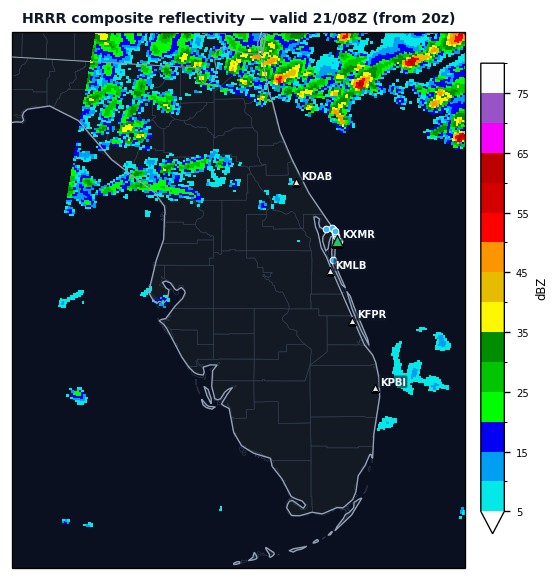 HRRR composite reflectivity — valid 21/08Z (from 20z)
KDAB
KXMR
KMLB
KFPR
KPBI
75
65
55
45
35
25
15
5
dBZ